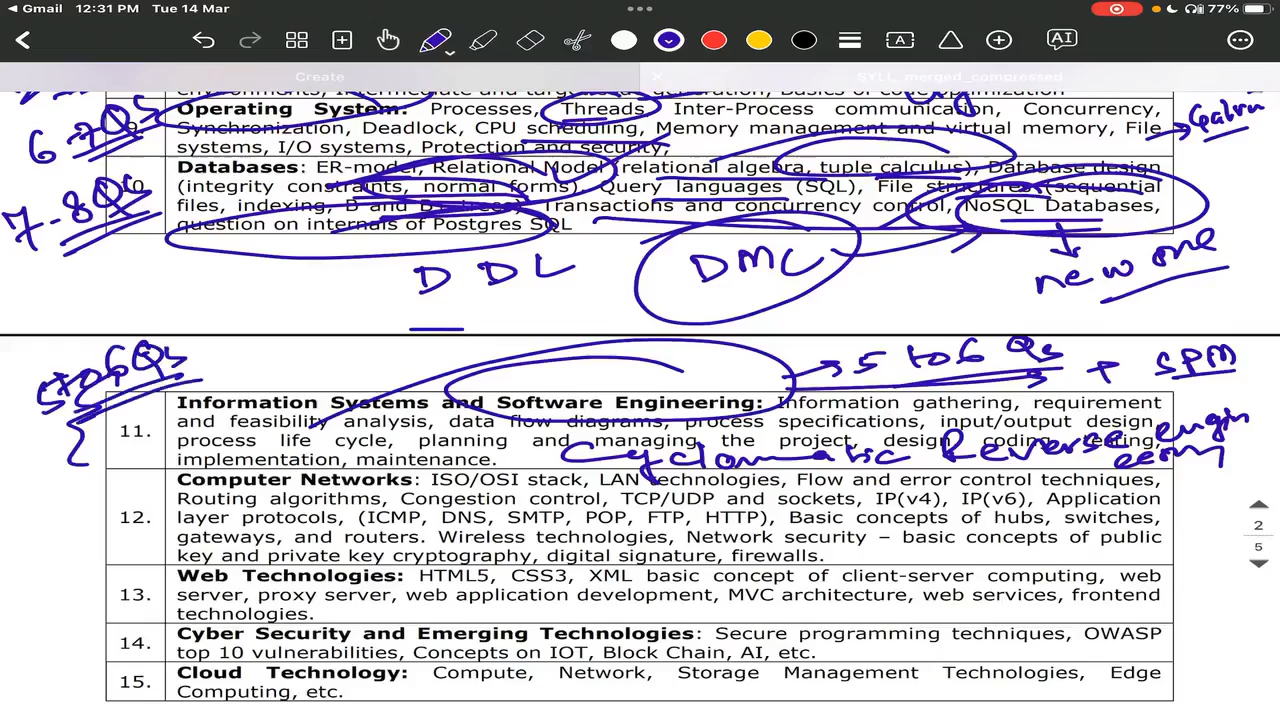 Gmail 12:31 PM Tue 14 Mar 77%
AI
Create SYLL_merged_compressed
Operating System: Processes, Threads Inter-Process communication, Concurrency,
Synchronization, Deadlock, CPU scheduling, Memory management and virtual memory, File
systems, I/O systems, Protection and security,
6-7Qs
9.
Databases: ER-model, Relational Model (relational algebra, tuple calculus), Database design
(integrity constraints, normal forms), Query languages (SQL), File structures (sequential
files, indexing, B and B+ trees) Transactions and concurrency control, NoSQL Databases,
question on internals of Postgres SQL
7-8Qs
DDL DML new one
5 to 6 Qs
5 to 6 Qs + SPM
11.
Information Systems and Software Engineering: Information gathering, requirement
and feasibility analysis, data flow diagrams, process specifications, input/output design,
process life cycle, planning and managing the project, design, coding, testing,
implementation, maintenance.
Cyclommatic Reverse engin
eering
12.
Computer Networks: ISO/OSI stack, LAN technologies, Flow and error control techniques,
Routing algorithms, Congestion control, TCP/UDP and sockets, IP(v4), IP(v6), Application
layer protocols, (ICMP, DNS, SMTP, POP, FTP, HTTP), Basic concepts of hubs, switches,
gateways, and routers. Wireless technologies, Network security – basic concepts of public
key and private key cryptography, digital signature, firewalls.
2
5
13.
Web Technologies: HTML5, CSS3, XML basic concept of client-server computing, web
server, proxy server, web application development, MVC architecture, web services, frontend
technologies.
14.
Cyber Security and Emerging Technologies: Secure programming techniques, OWASP
top 10 vulnerabilities, Concepts on IOT, Block Chain, AI, etc.
15.
Cloud Technology: Compute, Network, Storage Management Technologies, Edge
Computing, etc.